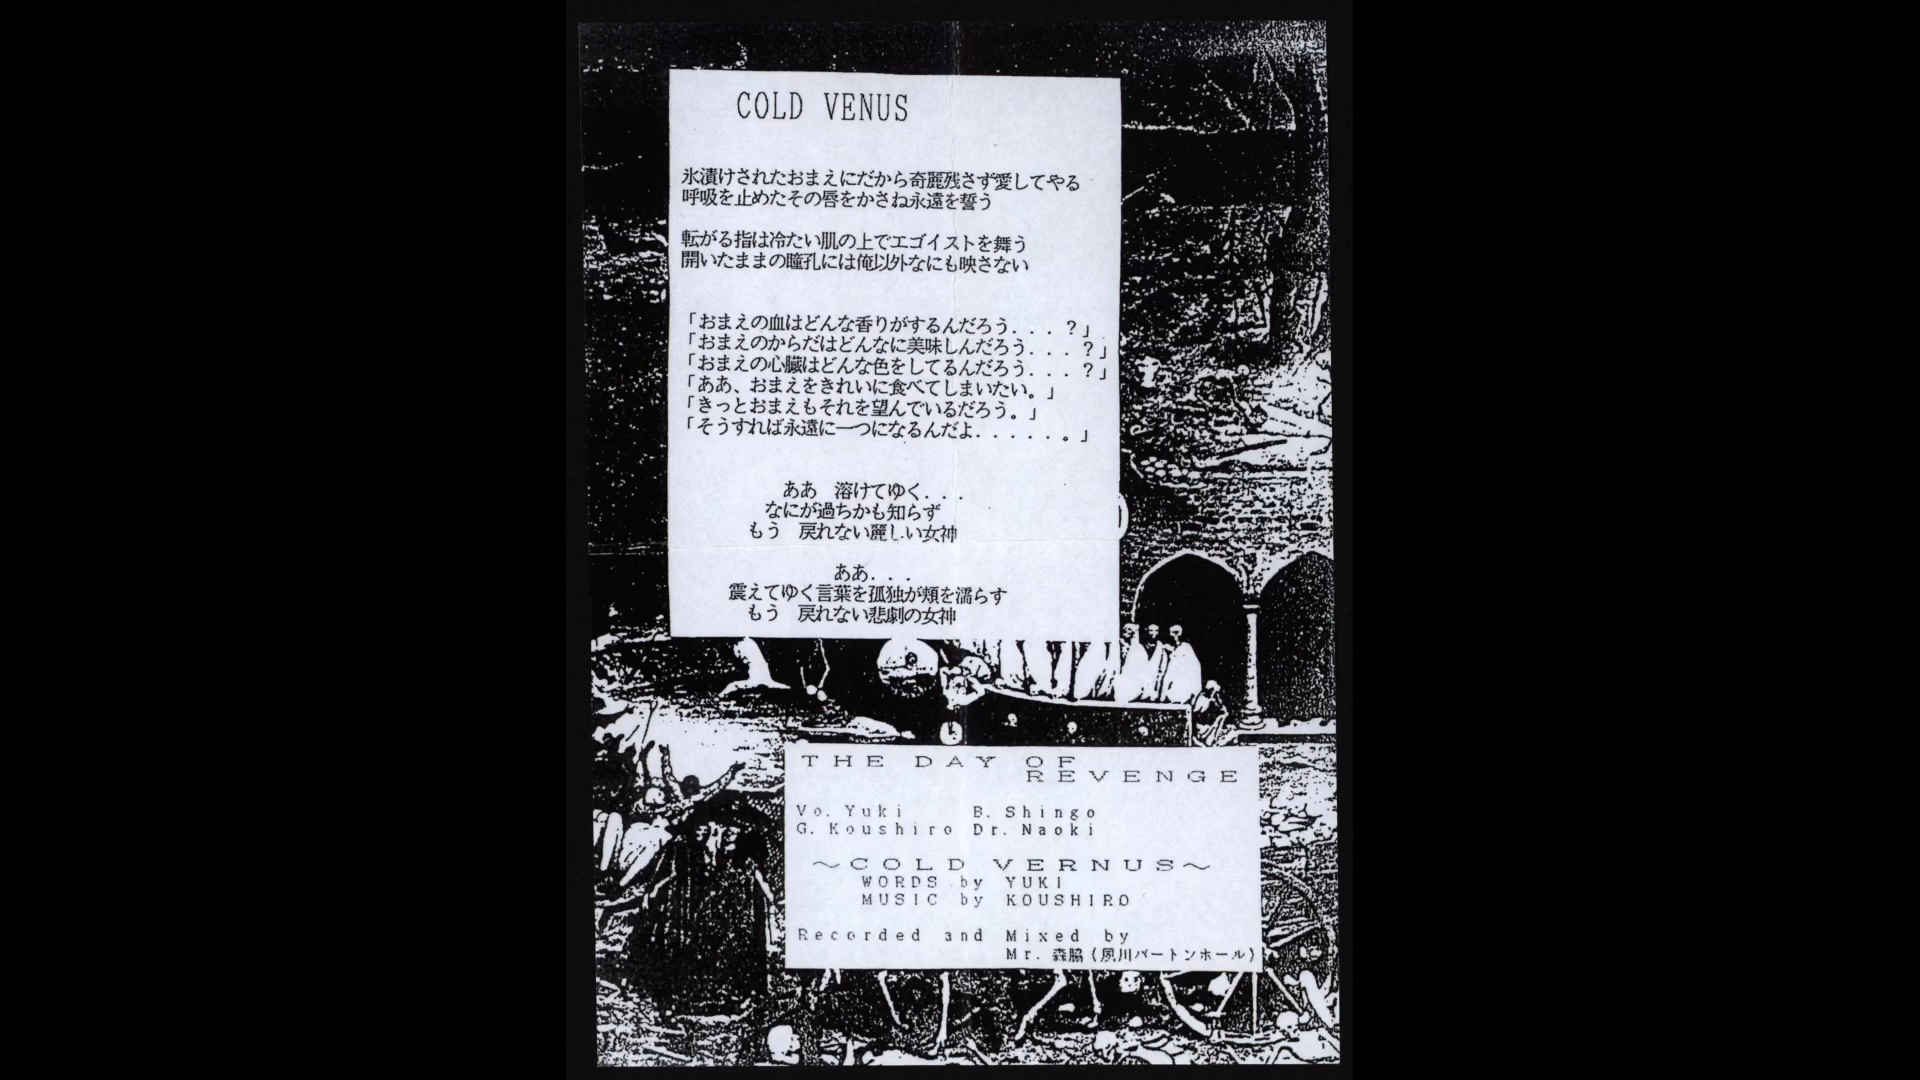 COLD VENUS
氷漬けされたおまえにだから奇麗残さず愛してやる
呼吸を止めたその唇をかさね永遠を誓う
転がる指は冷たい肌の上でエゴイストを舞う
開いたままの瞳孔には俺以外なにも映さない
「おまえの血はどんな香りがするんだろう．．．？」
「おまえのからだはどんなに美味しんだろう．．．？」
「おまえの心臓はどんな色をしてるんだろう．．．？」
「ああ、おまえをきれいに食べてしまいたい。」
「きっとおまえもそれを望んでいるだろう。」
「そうすれば永遠に一つになるんだよ．．．．．。」
ああ　溶けてゆく．．．
なにが過ちかも知らず
もう　戻れない麗しい女神
ああ．．．
震えてゆく言葉を孤独が頬を濡らす
もう　戻れない悲劇の女神
THE DAY OF
REVENGE
Vo. Yuki B. Shingo
G. Koushiro Dr. Naoki
～COLD VERNUS～
WORDS by YUKI
MUSIC by KOUSHIRO
Recorded and Mixed by
Mr. 森脇（夙川バートンホール）